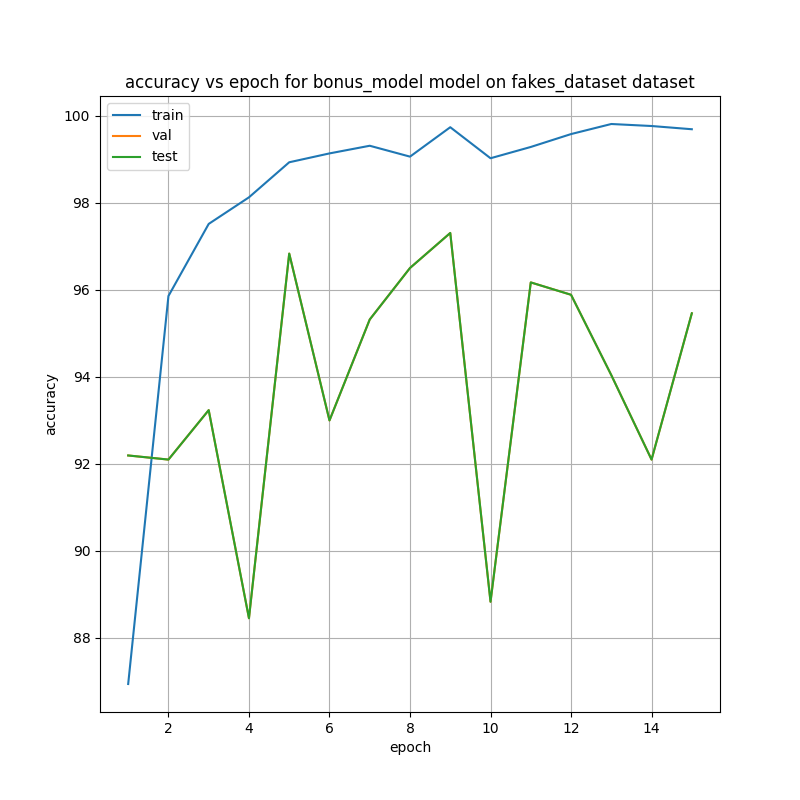 accuracy vs epoch for bonus_model model on fakes_dataset dataset
train
val
test
100
98
96
94
92
90
88
accuracy
2
4
6
8
10
12
14
epoch